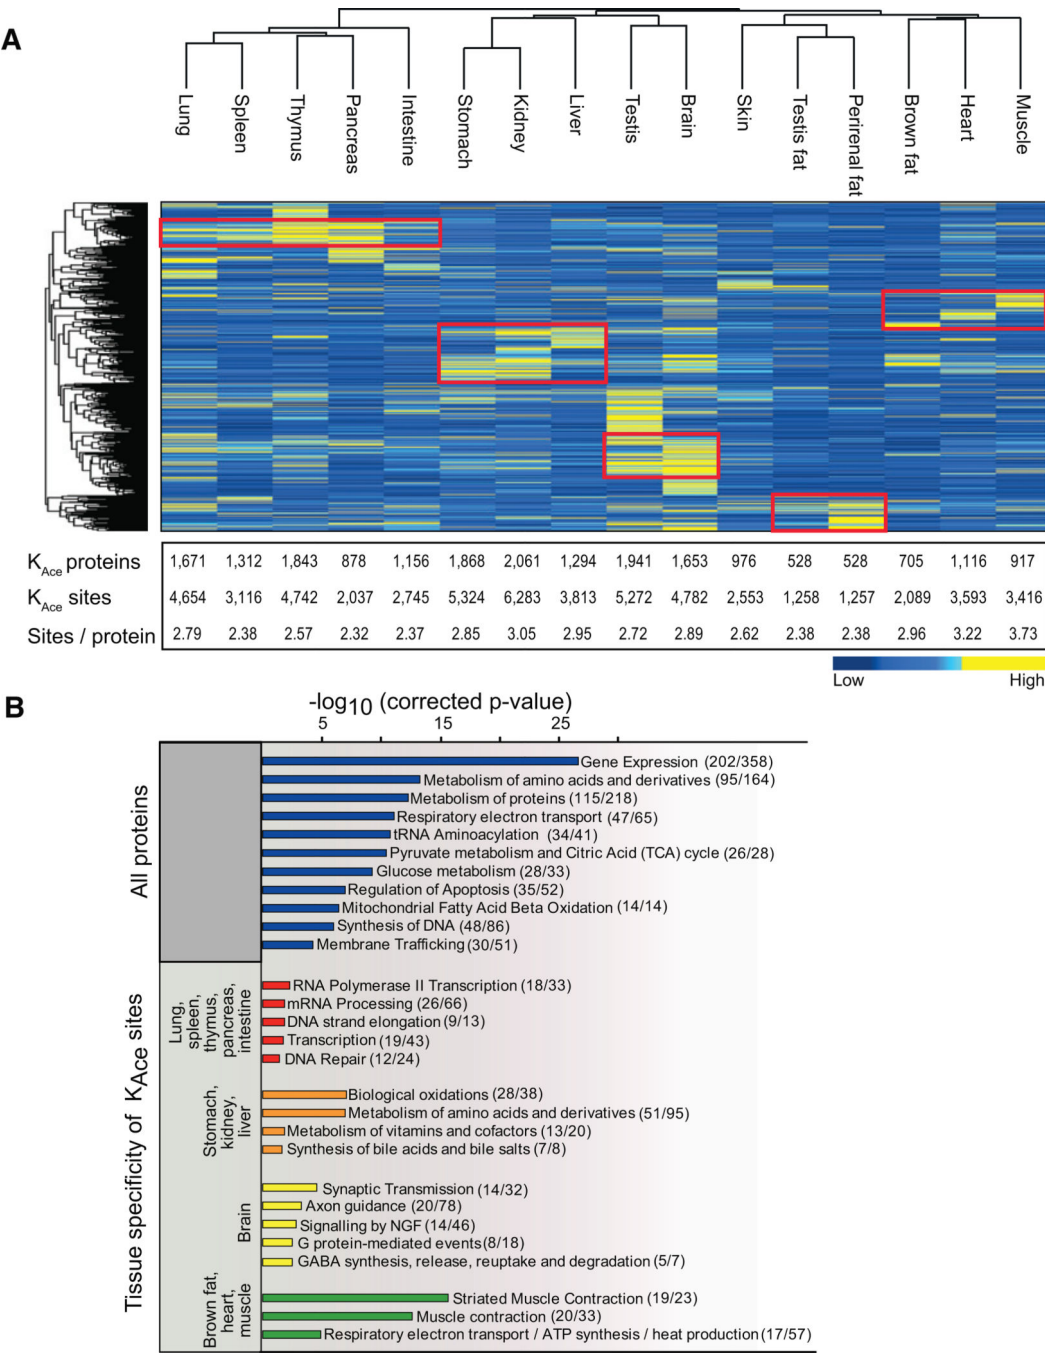 A
Lung Spleen Thymus Pancreas Intestine Stomach Kidney Liver Testis Brain Skin Testis fat Perirenal fat Brown fat Heart Muscle
K_Ace proteins 1,671 1,312 1,843 878 1,156 1,868 2,061 1,294 1,941 1,653 976 528 528 705 1,116 917
K_Ace sites 4,654 3,116 4,742 2,037 2,745 5,324 6,283 3,813 5,272 4,782 2,553 1,258 1,257 2,089 3,593 3,416
Sites / protein 2.79 2.38 2.57 2.32 2.37 2.85 3.05 2.95 2.72 2.89 2.62 2.38 2.38 2.96 3.22 3.73
Low High
B
-log10 (corrected p-value)
5 15 25
All proteins
Gene Expression (202/358)
Metabolism of amino acids and derivatives (95/164)
Metabolism of proteins (115/218)
Respiratory electron transport (47/65)
tRNA Aminoacylation (34/41)
Pyruvate metabolism and Citric Acid (TCA) cycle (26/28)
Glucose metabolism (28/33)
Regulation of Apoptosis (35/52)
Mitochondrial Fatty Acid Beta Oxidation (14/14)
Synthesis of DNA (48/86)
Membrane Trafficking (30/51)
Tissue specificity of K_Ace sites
Lung,
spleen,
thymus,
pancreas,
intestine
RNA Polymerase II Transcription (18/33)
mRNA Processing (26/66)
DNA strand elongation (9/13)
Transcription (19/43)
DNA Repair (12/24)
Stomach,
kidney,
liver
Biological oxidations (28/38)
Metabolism of amino acids and derivatives (51/95)
Metabolism of vitamins and cofactors (13/20)
Synthesis of bile acids and bile salts (7/8)
Brain
Synaptic Transmission (14/32)
Axon guidance (20/78)
Signalling by NGF (14/46)
G protein-mediated events (8/18)
GABA synthesis, release, reuptake and degradation (5/7)
Brown fat,
heart,
muscle
Striated Muscle Contraction (19/23)
Muscle contraction (20/33)
Respiratory electron transport / ATP synthesis / heat production (17/57)